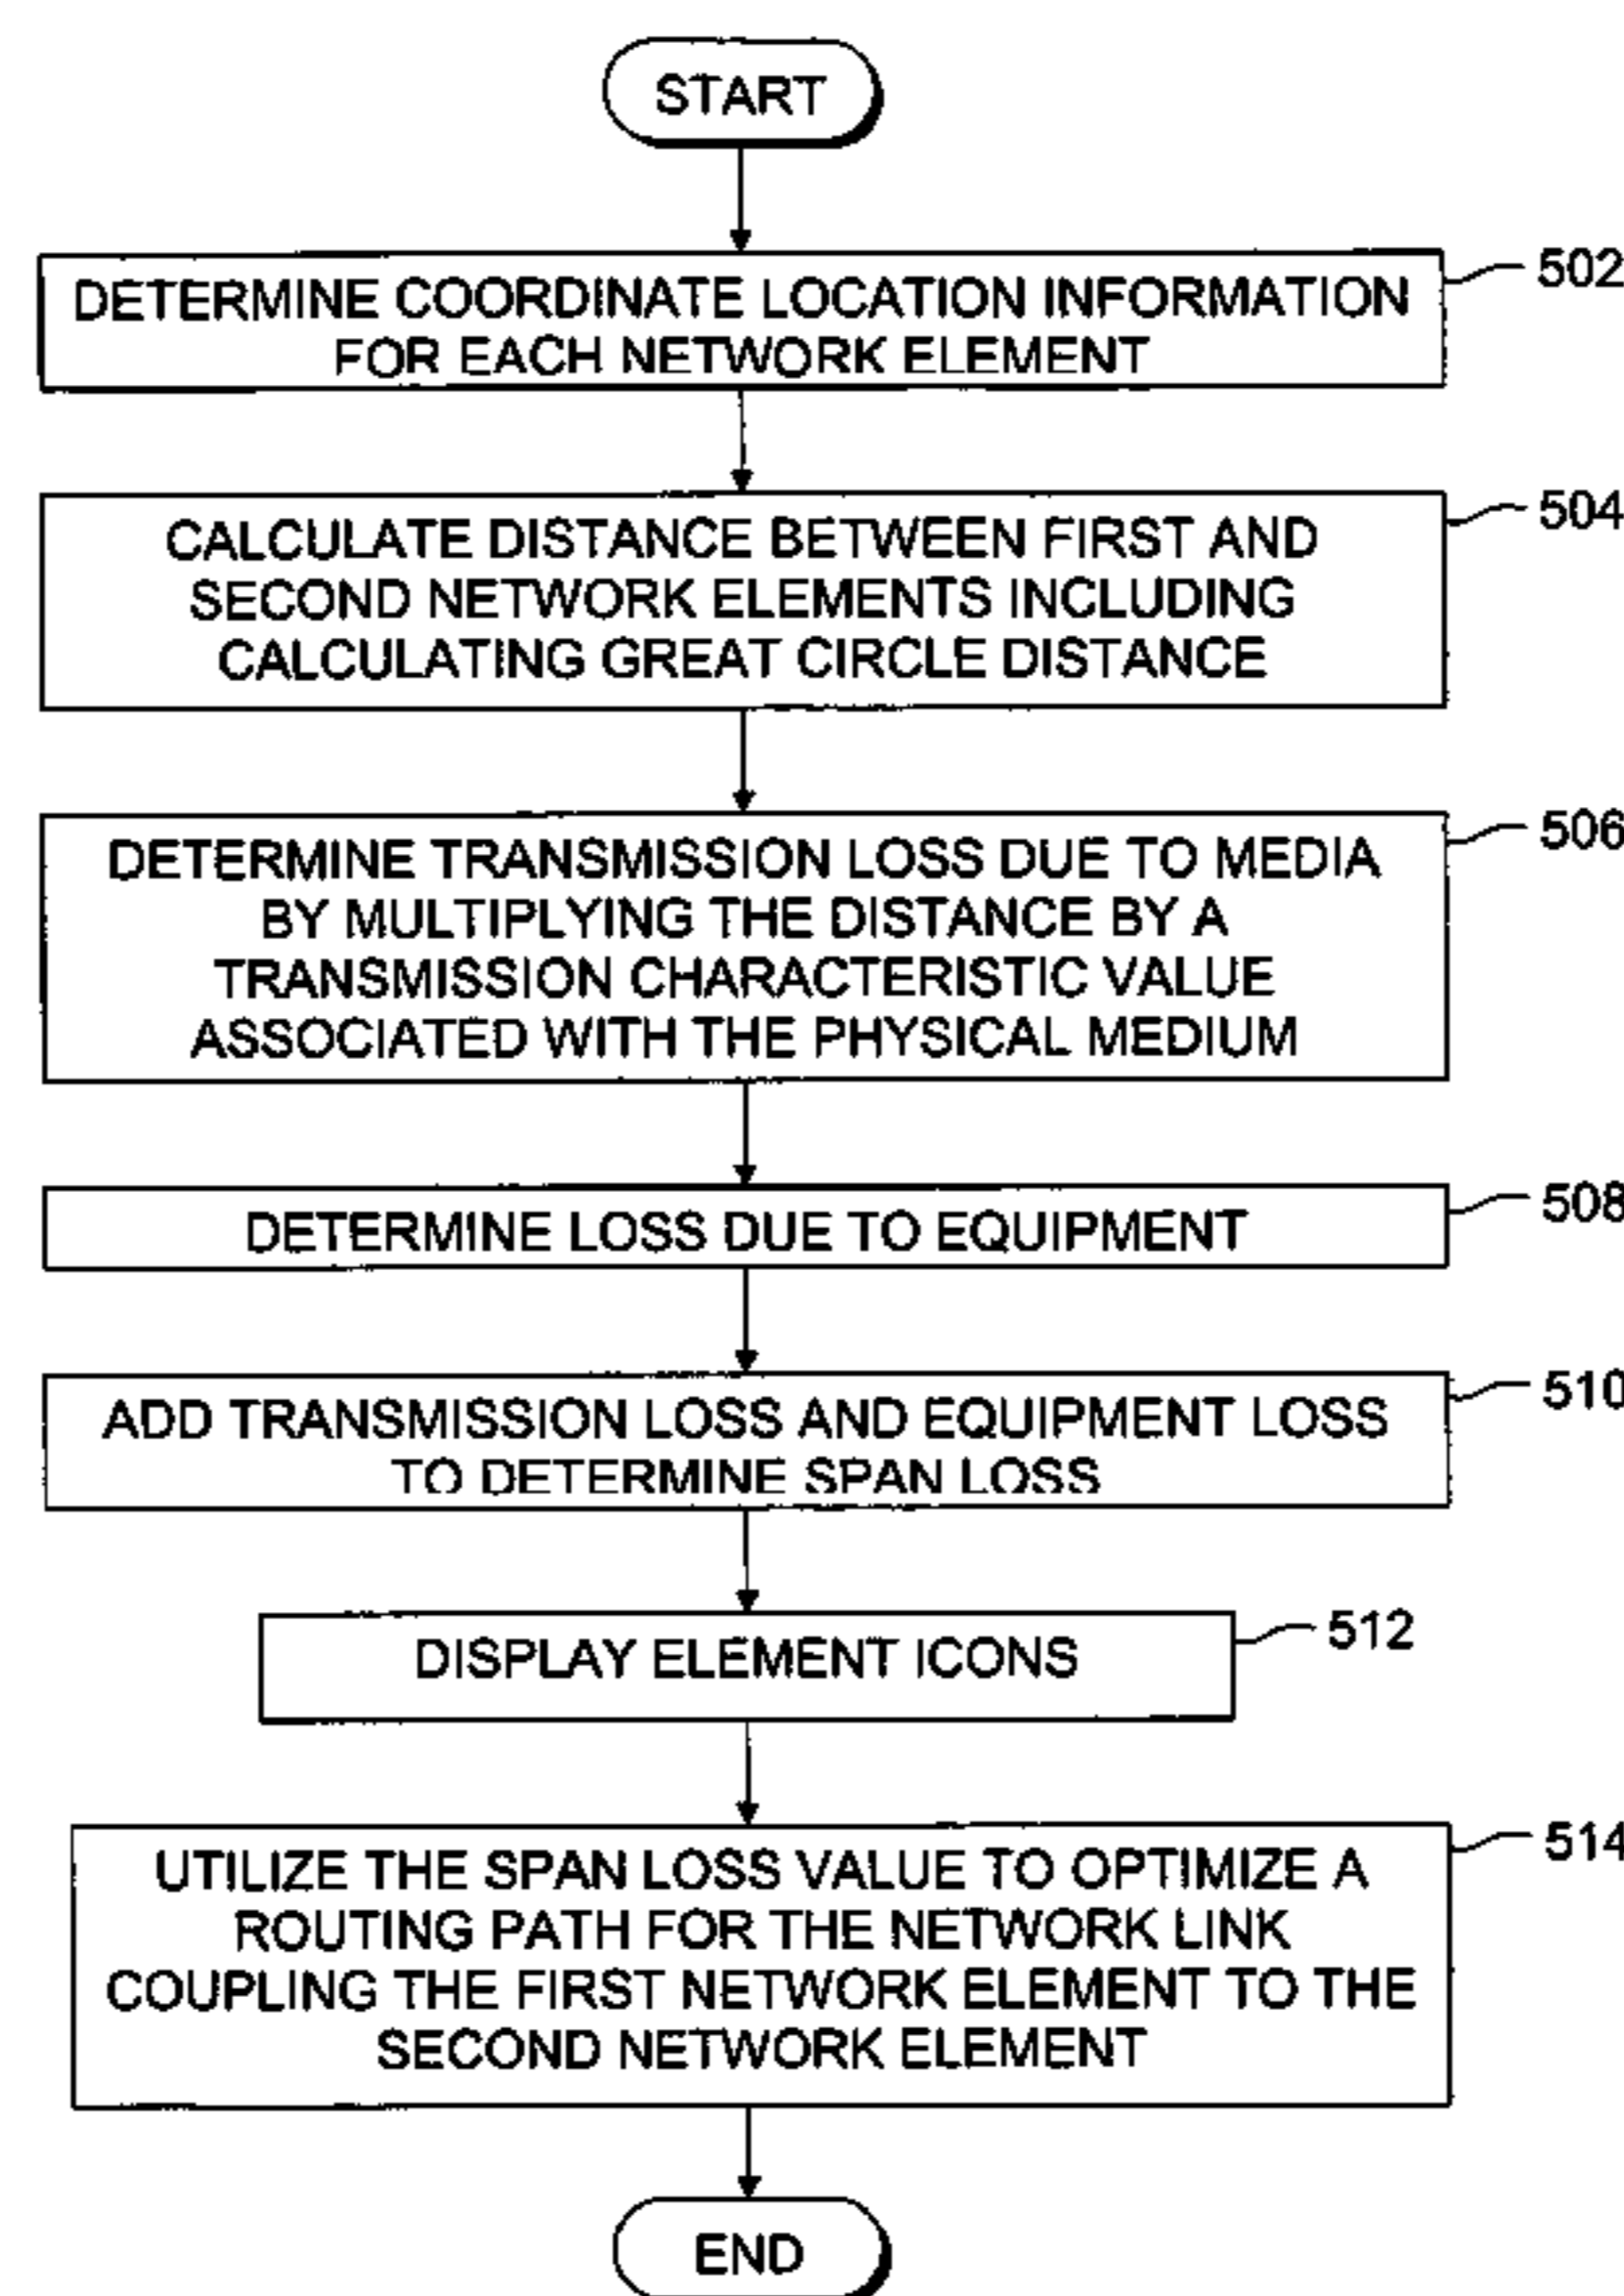 START
DETERMINE COORDINATE LOCATION INFORMATION
FOR EACH NETWORK ELEMENT
502
CALCULATE DISTANCE BETWEEN FIRST AND
SECOND NETWORK ELEMENTS INCLUDING
CALCULATING GREAT CIRCLE DISTANCE
504
DETERMINE TRANSMISSION LOSS DUE TO MEDIA
BY MULTIPLYING THE DISTANCE BY A
TRANSMISSION CHARACTERISTIC VALUE
ASSOCIATED WITH THE PHYSICAL MEDIUM
506
DETERMINE LOSS DUE TO EQUIPMENT
508
ADD TRANSMISSION LOSS AND EQUIPMENT LOSS
TO DETERMINE SPAN LOSS
510
DISPLAY ELEMENT ICONS
512
UTILIZE THE SPAN LOSS VALUE TO OPTIMIZE A
ROUTING PATH FOR THE NETWORK LINK
COUPLING THE FIRST NETWORK ELEMENT TO THE
SECOND NETWORK ELEMENT
514
END